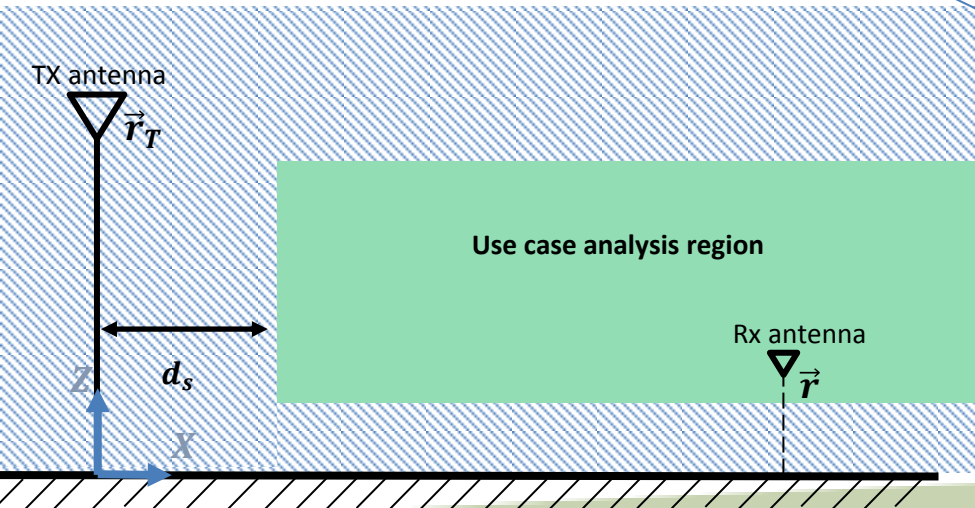 TX antenna
r⃗_T
Use case analysis region
Rx antenna
r⃗
d_s
Z
X